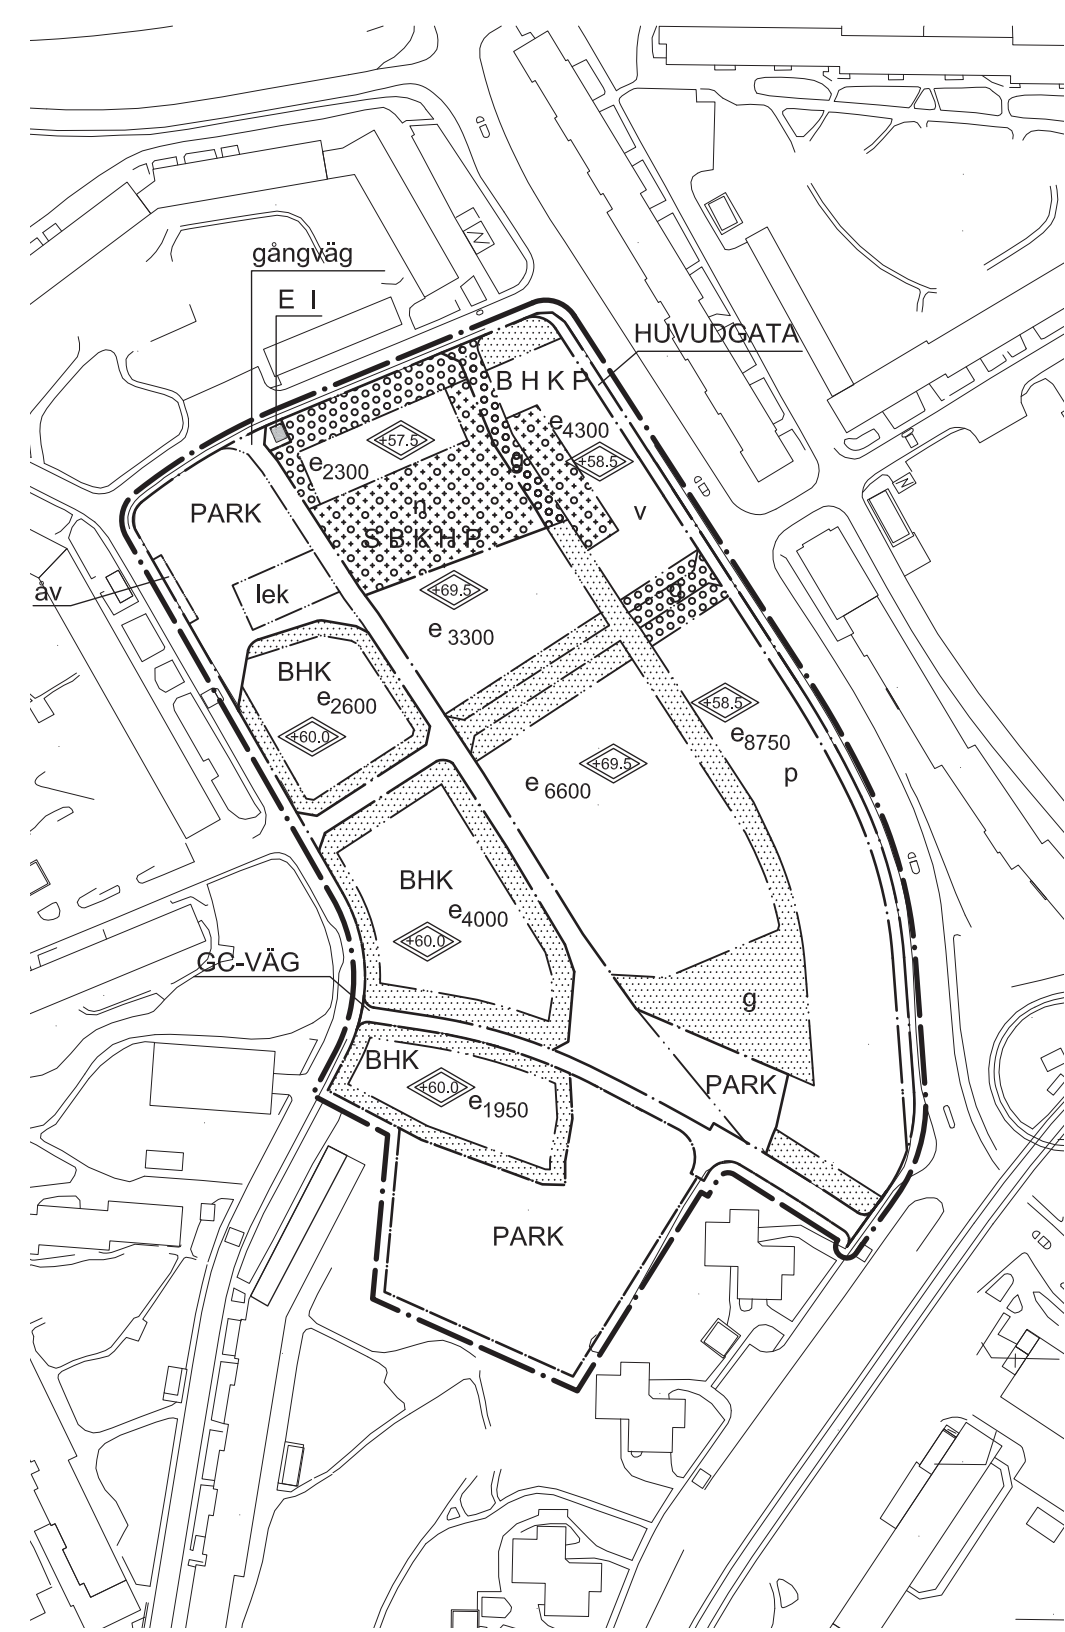 gångväg
E I
HUVUDGATA
B H K P
e4300
+57.5
e2300
+58.5
g
n
PARK
v
S B K H P
+69.5
g
lek
åv
e 3300
BHK
e2600
+58.5
+60.0
e8750
+69.5
p
e 6600
BHK
e4000
+60.0
GC-VÄG
g
BHK
+60.0
PARK
e1950
PARK